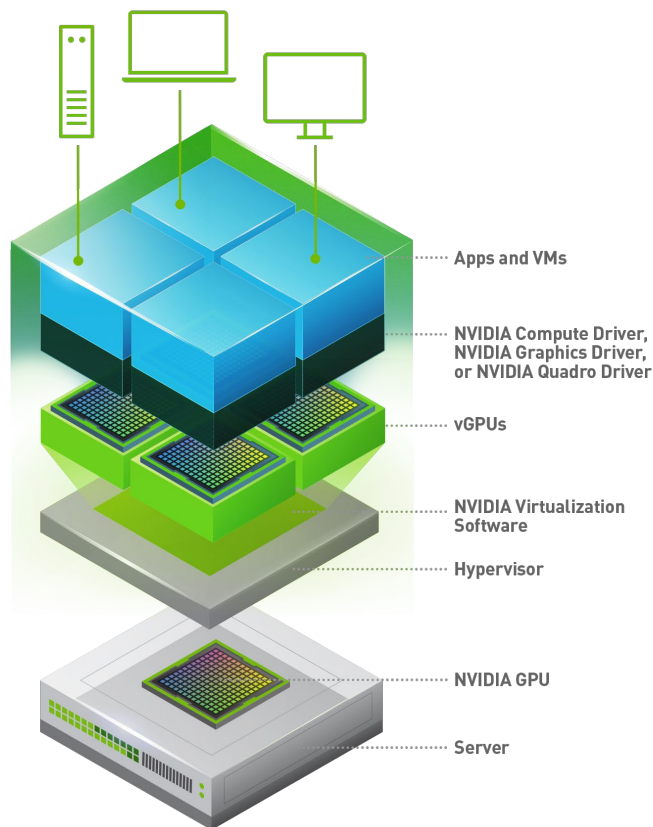 Apps and VMs
NVIDIA Compute Driver,
NVIDIA Graphics Driver,
or NVIDIA Quadro Driver
vGPUs
NVIDIA Virtualization
Software
Hypervisor
NVIDIA GPU
Server